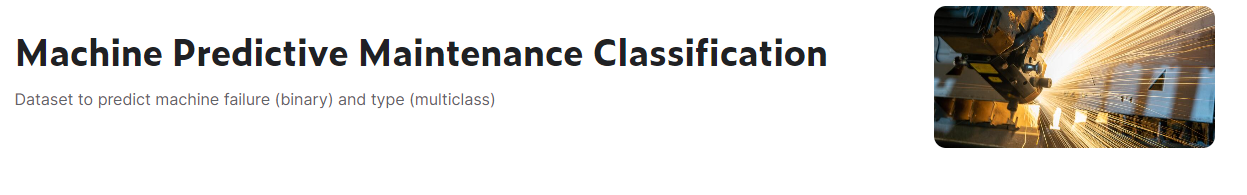 Machine Predictive Maintenance Classification
Dataset to predict machine failure (binary) and type (multiclass)